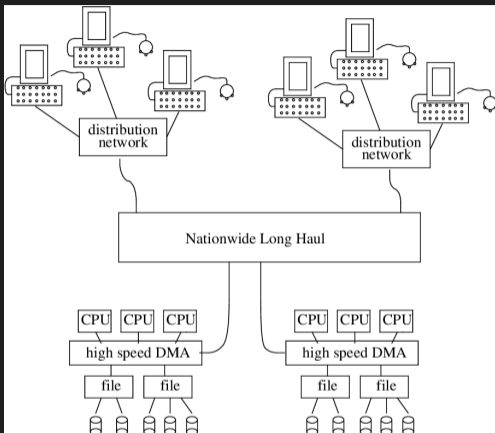 distribution
network
distribution
network
Nationwide Long Haul
CPU CPU CPU
CPU CPU CPU
high speed DMA
high speed DMA
file file
file file